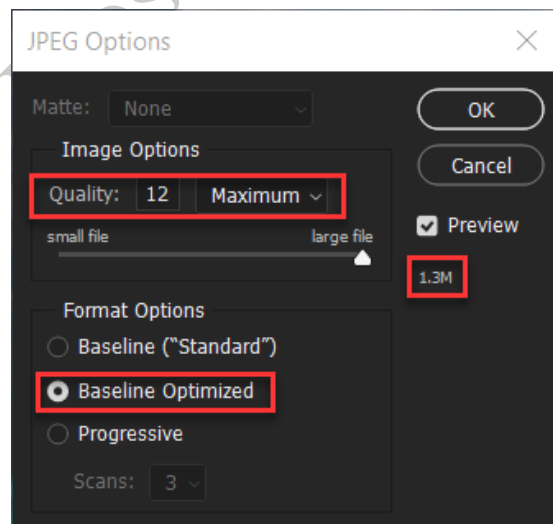 JPEG Options
Matte: None
OK
Image Options
Cancel
Quality: 12 Maximum
Preview
small file large file
1.3M
Format Options
Baseline ("Standard")
Baseline Optimized
Progressive
Scans: 3